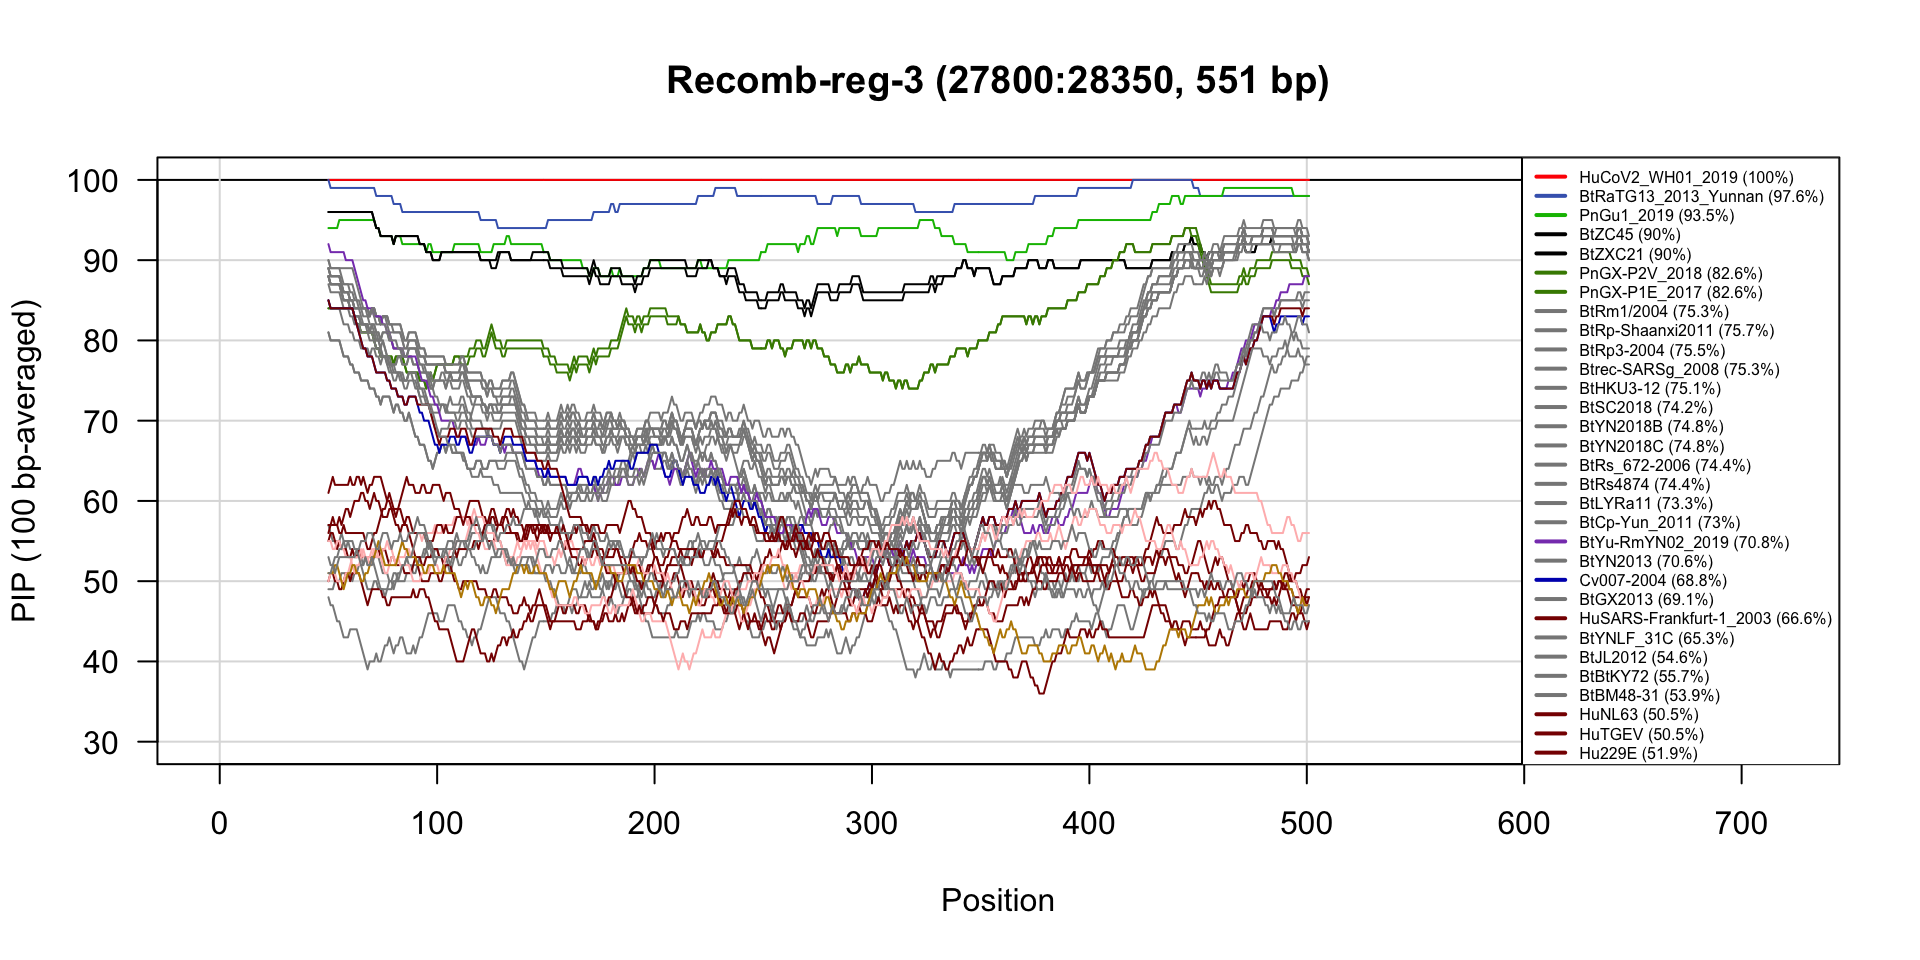 Recomb-reg-3 (27800:28350, 551 bp)
PIP (100 bp-averaged)
100
90
80
70
60
50
40
30
0
100
200
300
400
500
600
700
Position
HuCoV2_WH01_2019 (100%)
BtRaTG13_2013_Yunnan (97.6%)
PnGu1_2019 (93.5%)
BtZC45 (90%)
BtZXC21 (90%)
PnGX-P2V_2018 (82.6%)
PnGX-P1E_2017 (82.6%)
BtRm1/2004 (75.3%)
BtRp-Shaanxi2011 (75.7%)
BtRp3-2004 (75.5%)
Btrec-SARSg_2008 (75.3%)
BtHKU3-12 (75.1%)
BtSC2018 (74.2%)
BtYN2018B (74.8%)
BtYN2018C (74.8%)
BtRs_672-2006 (74.4%)
BtRs4874 (74.4%)
BtLYRa11 (73.3%)
BtCp-Yun_2011 (73%)
BtYu-RmYN02_2019 (70.8%)
BtYN2013 (70.6%)
Cv007-2004 (68.8%)
BtGX2013 (69.1%)
HuSARS-Frankfurt-1_2003 (66.6%)
BtYNLF_31C (65.3%)
BtJL2012 (54.6%)
BtBtKY72 (55.7%)
BtBM48-31 (53.9%)
HuNL63 (50.5%)
HuTGEV (50.5%)
Hu229E (51.9%)